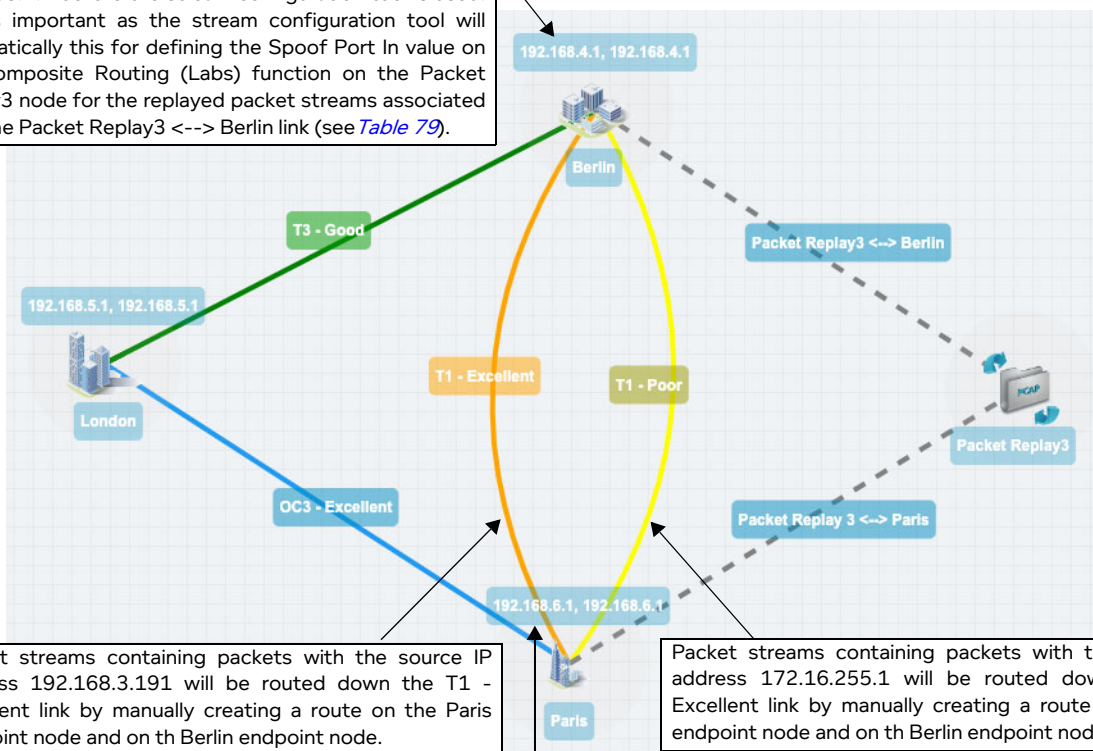 s important as the stream configuration tool will
atically this for defining the Spoof Port In value on
omposite Routing (Labs) function on the Packet
y3 node for the replayed packet streams associated
he Packet Replay3 <--> Berlin link (see Table 79).
192.168.4.1, 192.168.4.1
Berlin
T3 - Good
Packet Replay3 <--> Berlin
192.168.5.1, 192.168.5.1
London
T1 - Excellent
T1 - Poor
PCAP
Packet Replay3
OC3 - Excellent
Packet Replay 3 <--> Paris
192.168.6.1, 192.168.6.1
Paris
t streams containing packets with the source IP
ss 192.168.3.191 will be routed down the T1 -
ent link by manually creating a route on the Paris
oint node and on th Berlin endpoint node.
Packet streams containing packets with t
address 172.16.255.1 will be routed dow
Excellent link by manually creating a route
endpoint node and on th Berlin endpoint nod